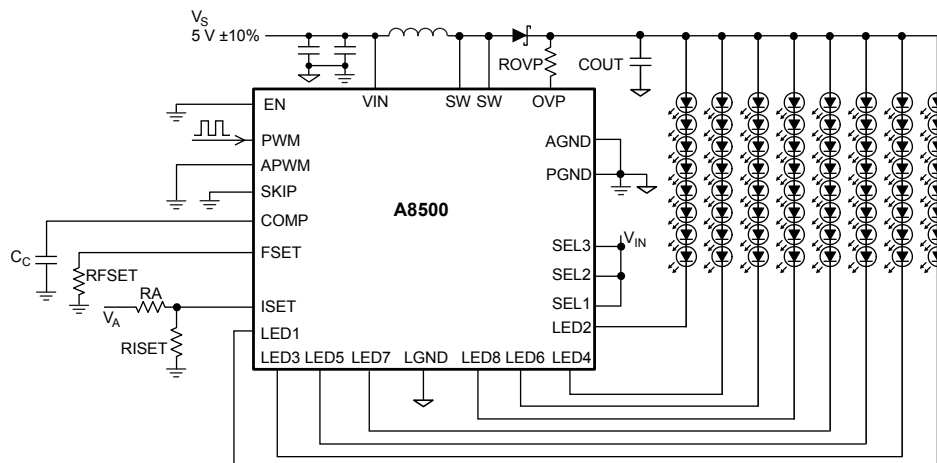 VS
5 V ±10%
ROVP
COUT
VIN
SW
SW
OVP
EN
PWM
APWM
SKIP
COMP
FSET
ISET
LED1
A8500
AGND
PGND
SEL3
SEL2
SEL1
LED2
VIN
CC
RFSET
RA
VA
RISET
LED3
LED5
LED7
LGND
LED8
LED6
LED4